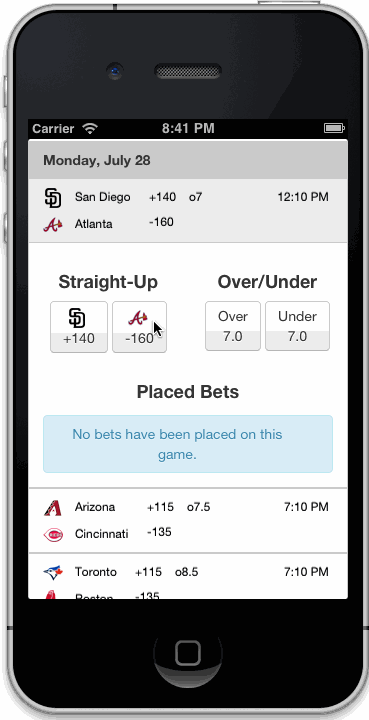 Carrier 8:41 PM
Monday, July 28
San Diego +140 o7 12:10 PM
Atlanta -160
Straight-Up Over/Under
SD A Over Under
+140 -160 7.0 7.0
Placed Bets
No bets have been placed on this
game.
Arizona +115 o7.5 7:10 PM
Cincinnati -135
Toronto +115 o8.5 7:10 PM
Boston -135